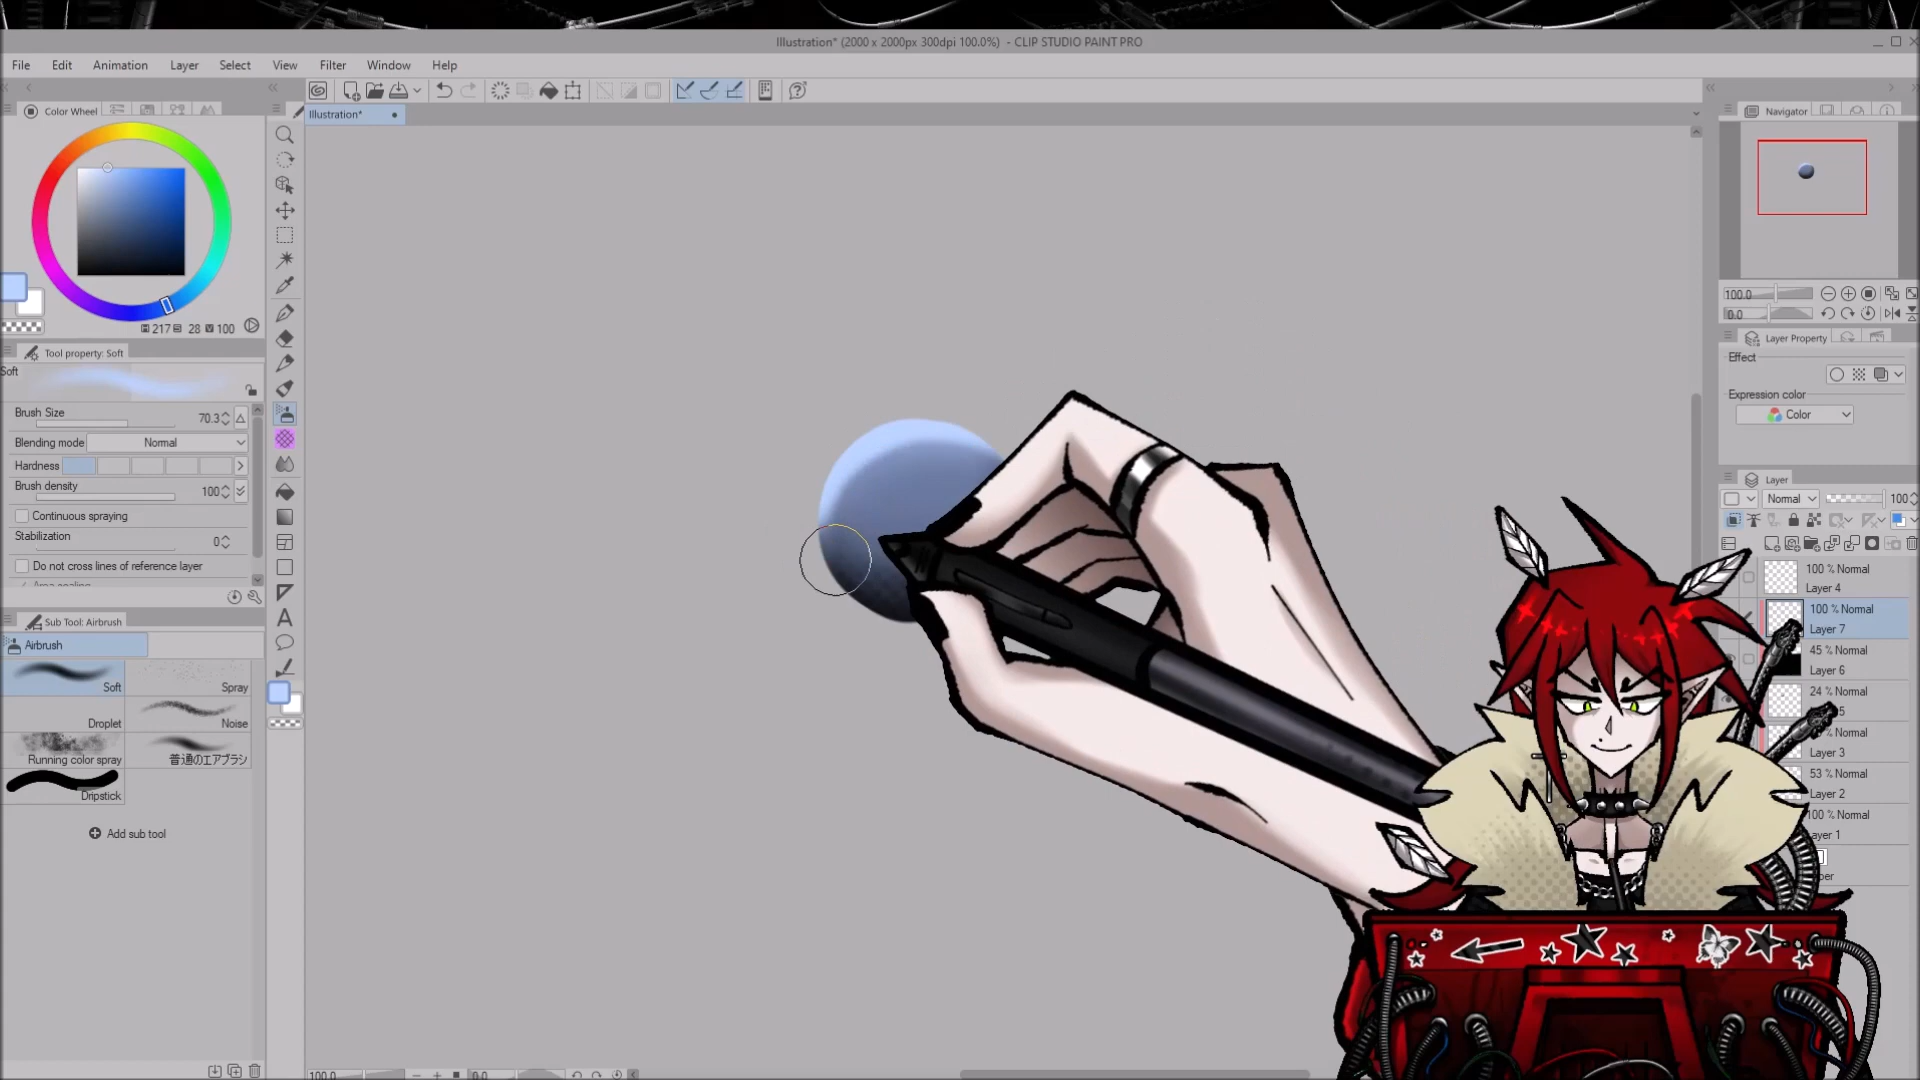 Illustration* (2000 x 2000px 300dpi 100.0%) - CLIP STUDIO PAINT PRO
File Edit Animation Layer Select View Filter Window Help
Color Wheel
Illustration*
Navigator
217 28 V 100
100.0
0.0
Tool property: Soft
Soft
Layer Property
Effect
Expression color
Color
Brush Size 70.3
Blending mode Normal
Hardness
Brush density 100
Continuous spraying
Stabilization 0
Do not cross lines of reference layer
Layer
Normal 100
100 % Normal
Layer 4
100 % Normal
Layer 7
45 % Normal
Layer 6
24 % Normal
5
% Normal
Layer 3
53 % Normal
Layer 2
100 % Normal
ayer 1
per
Sub Tool: Airbrush
Airbrush
Soft
Spray
Droplet
Noise
Running color spray
普通のエアブラシ
Dripstick
Add sub tool
100.0 0.0